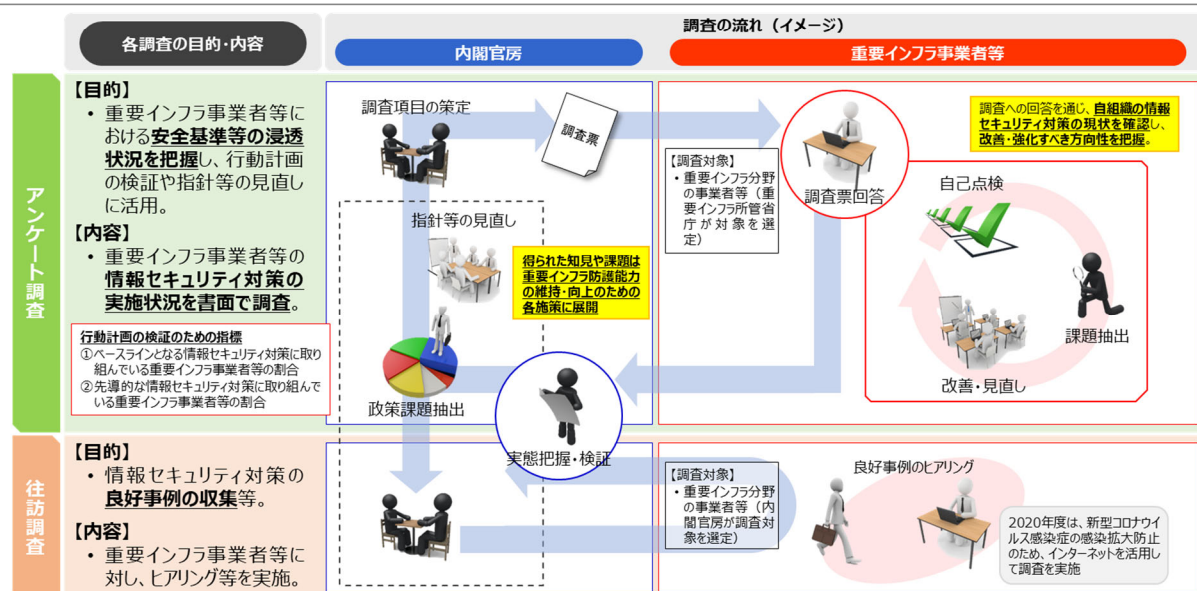 各調査の目的・内容
調査の流れ（イメージ）
内閣官房
重要インフラ事業者等
アンケート調査
【目的】
・ 重要インフラ事業者等に
おける安全基準等の浸透
状況を把握し、行動計画
の検証や指針等の見直し
に活用。
【内容】
・ 重要インフラ事業者等の
情報セキュリティ対策の
実施状況を書面で調査。
行動計画の検証のための指標
①ベースラインとなる情報セキュリティ対策に取り
組んでいる重要インフラ事業者等の割合
②先導的な情報セキュリティ対策に取り組んで
いる重要インフラ事業者等の割合
調査項目の策定
調査票
指針等の見直し
得られた知見や課題は
重要インフラ防護能力
の維持・向上のための
各施策に展開
政策課題抽出
実態把握・検証
【調査対象】
・重要インフラ分野
の事業者等（重
要インフラ所管省
庁が対象を選
定）
調査票回答
調査への回答を通じ、自組織の情報
セキュリティ対策の現状を確認し、
改善・強化すべき方向性を把握。
自己点検
課題抽出
改善・見直し
往訪調査
【目的】
・ 情報セキュリティ対策の
良好事例の収集等。
【内容】
・ 重要インフラ事業者等に
対し、ヒアリング等を実施。
【調査対象】
・重要インフラ分野
の事業者等（内
閣官房が調査対
象を選定）
良好事例のヒアリング
2020年度は、新型コロナウイ
ルス感染症の感染拡大防止
のため、インターネットを活用し
て調査を実施